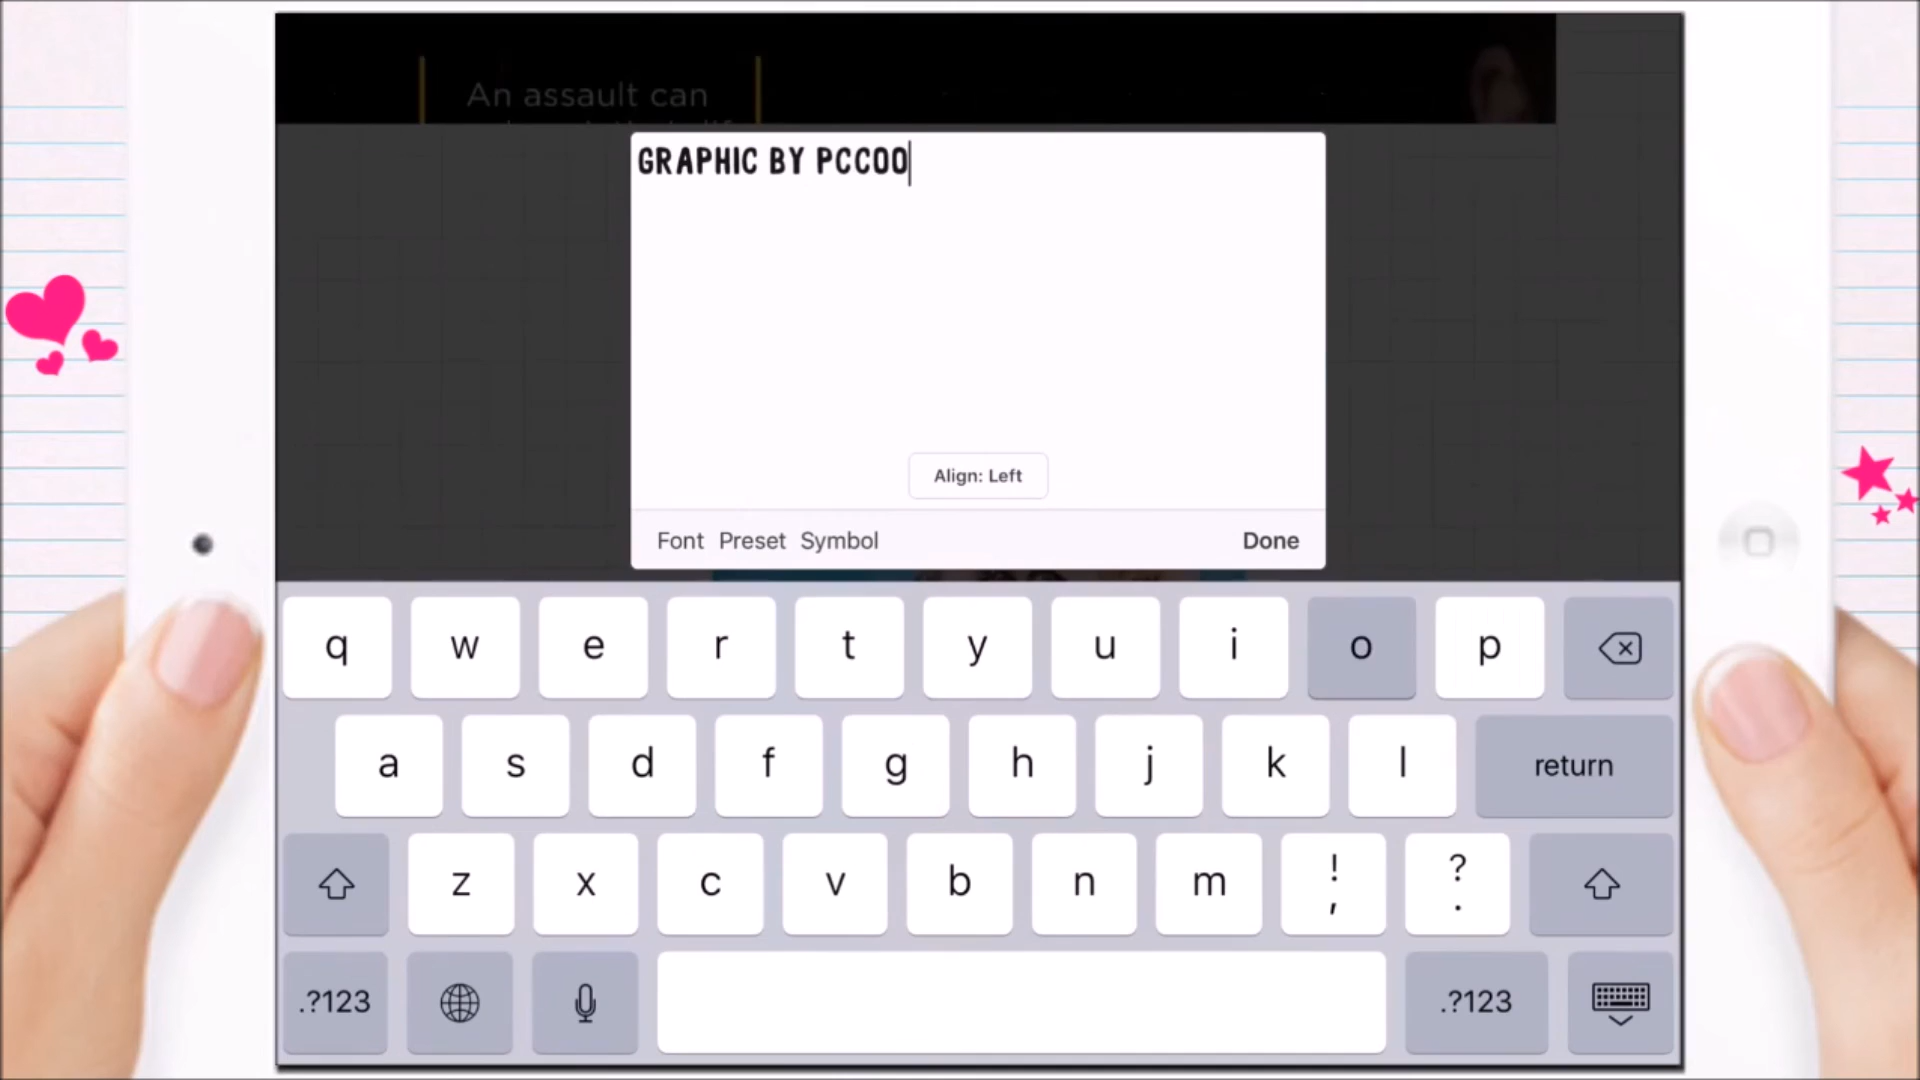 An assault can
GRAPHIC BY PCCOO
Align: Left
Font Preset Symbol Done
q w e r t y u i o p
a s d f g h j k l return
z x c v b n m ! , ? .
.?123 .?123